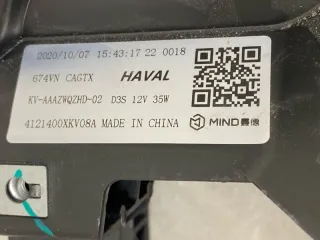 2020/10/07 15:43:17 22 0018
674VN CAGTX HAVAL
KV-AAAZWQZHD-02 D3S 12V 35W
4121400XKV08A MADE IN CHINA MIND